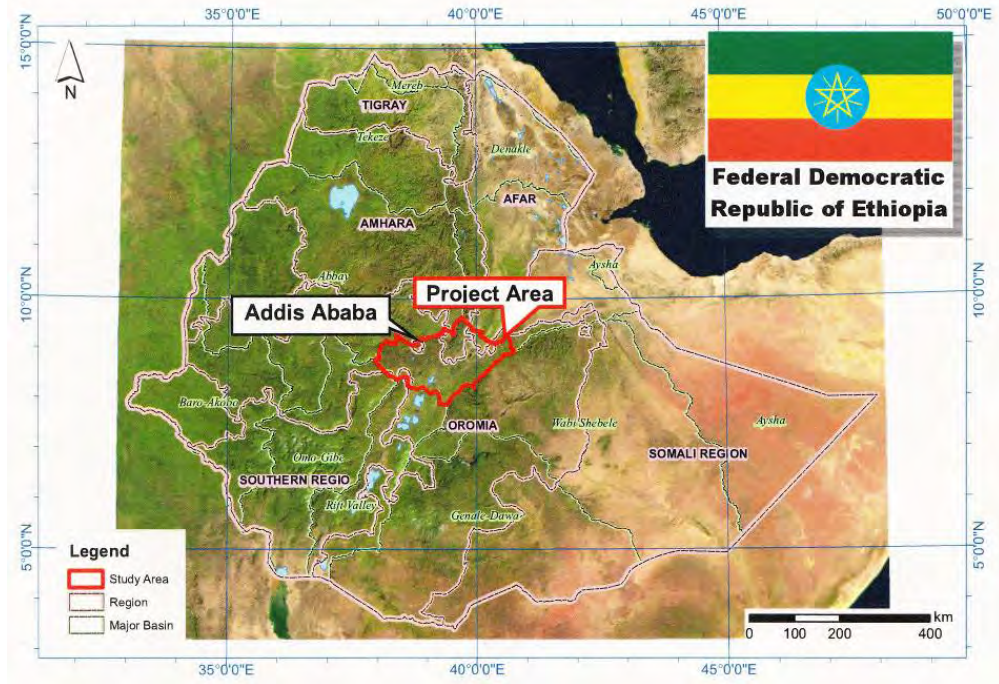 35°0'0"E
40°0'0"E
45°0'0"E
50°0'0"E
15°0'0"N
N
Mereb
TIGRAY
Tekeze
Denakle
AFAR
AMHARA
Federal Democratic
Republic of Ethiopia
Aysha
Abbay
10°0'0"N
10°0'0"N
Project Area
Addis Ababa
Baro-Akobo
OROMIA
Wabi Shebele
Aysha
Omo-Gibe
SOMALI REGION
SOUTHERN REGIO
Rift Valley
Genale-Dawa
5°0'0"N
5°0'0"N
Legend
Study Area
Region
Major Basin
km
0 100 200 400
35°0'0"E
40°0'0"E
45°0'0"E